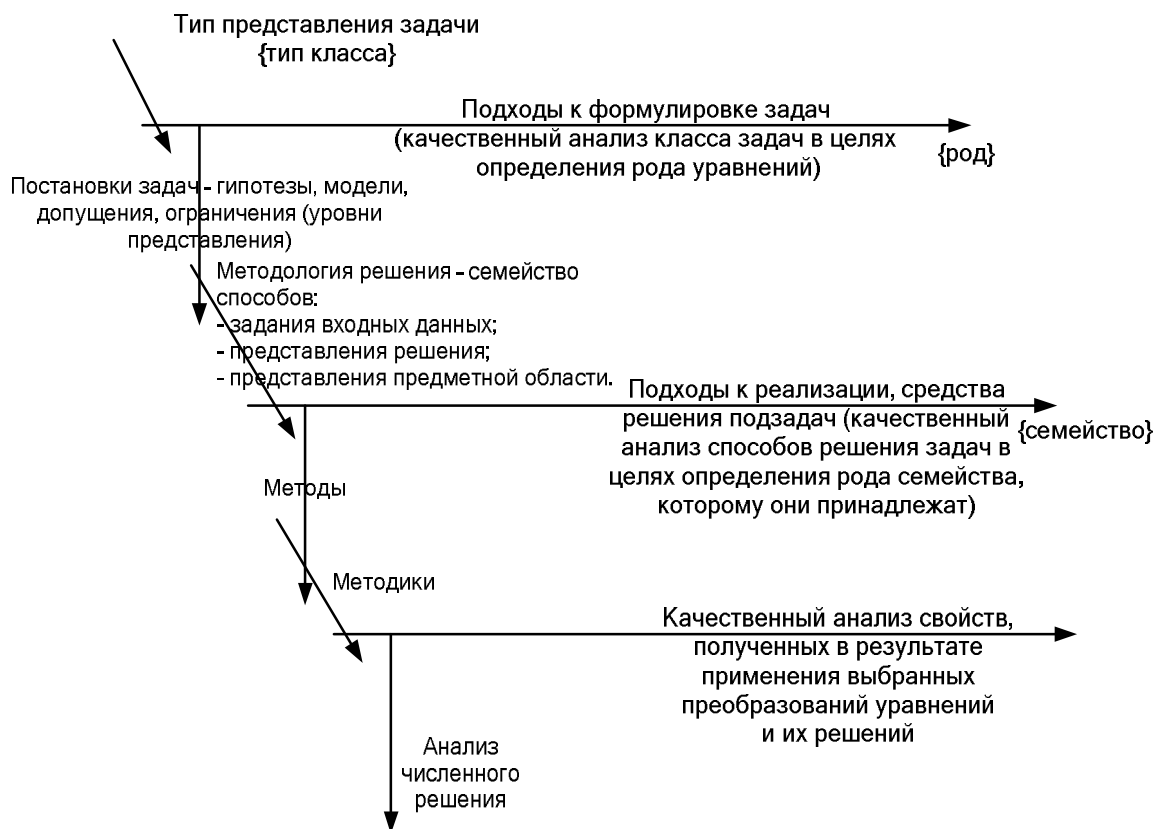 Тип представления задачи
{тип класса}
Подходы к формулировке задач
(качественный анализ класса задач в целях
определения рода уравнений)
{род}
Постановки задач - гипотезы, модели,
допущения, ограничения (уровни
представления)
Методология решения - семейство
способов:
- задания входных данных;
- представления решения;
- представления предметной области.
Подходы к реализации, средства
решения подзадач (качественный
анализ способов решения задач в
целях определения рода семейства,
которому они принадлежат)
{семейство}
Методы
Методики
Качественный анализ свойств,
полученных в результате
применения выбранных
преобразований уравнений
и их решений
Анализ
численного
решения